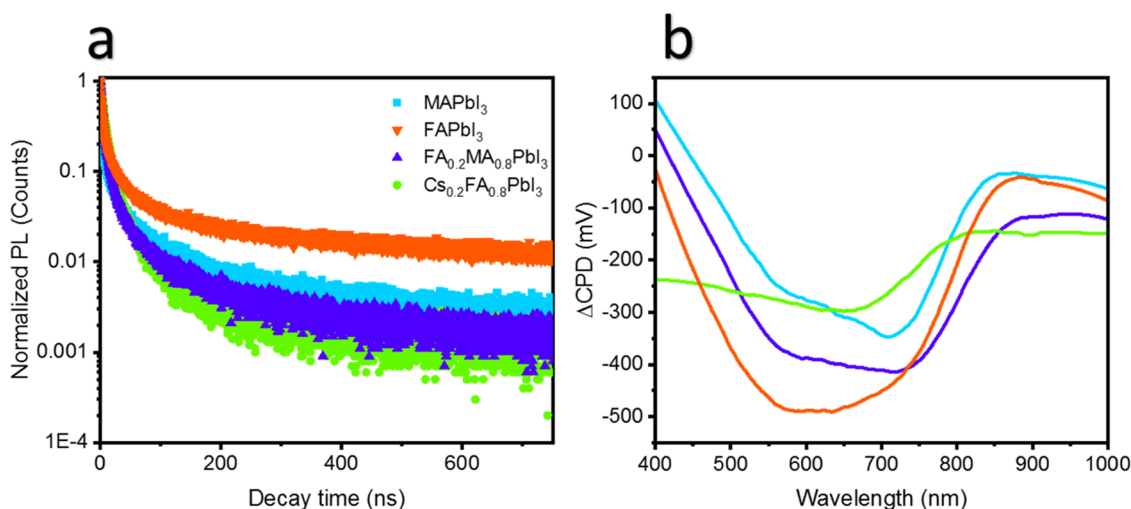 a
b
Normalized PL (Counts)
1
0.1
0.01
0.001
1E-4
MAPbI₃
FAPbI₃
FA₀.₂MA₀.₈PbI₃
Cs₀.₂FA₀.₈PbI₃
0 200 400 600
Decay time (ns)
ΔCPD (mV)
100
0
-100
-200
-300
-400
-500
400 500 600 700 800 900 1000
Wavelength (nm)